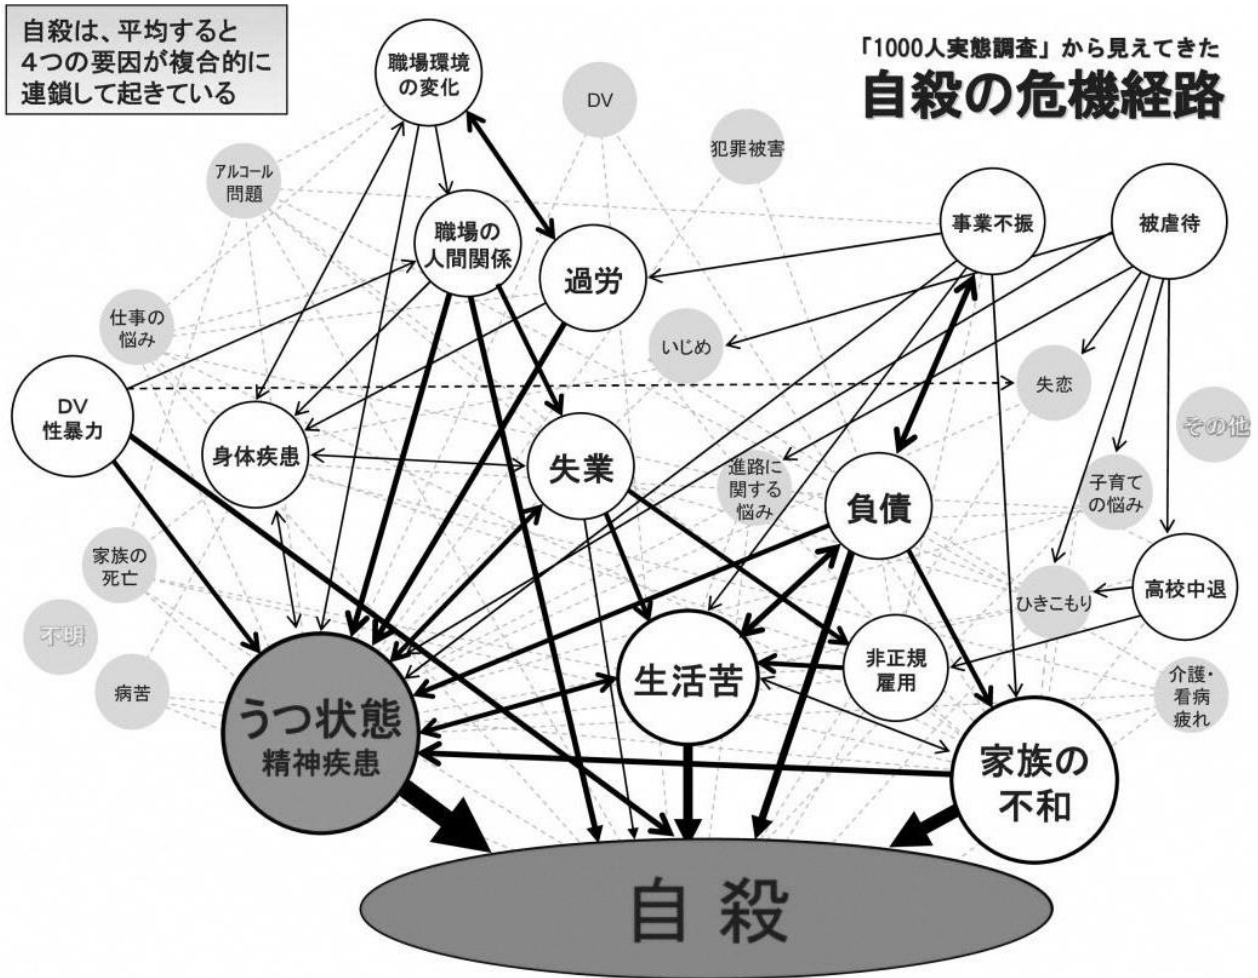 自殺は、平均すると
4つの要因が複合的に
連鎖して起きている
「1000人実態調査」から見えてきた
自殺の危機経路
職場環境
の変化
DV
犯罪被害
アルコール
問題
職場の
人間関係
過労
事業不振
被虐待
仕事の
悩み
いじめ
失恋
DV
性暴力
その他
身体疾患
失業
進路に
関する
悩み
負債
子育て
の悩み
家族の
死亡
ひきこもり
高校中退
不明
病苦
うつ状態
精神疾患
生活苦
非正規
雇用
介護・
看病
疲れ
家族の
不和
自殺